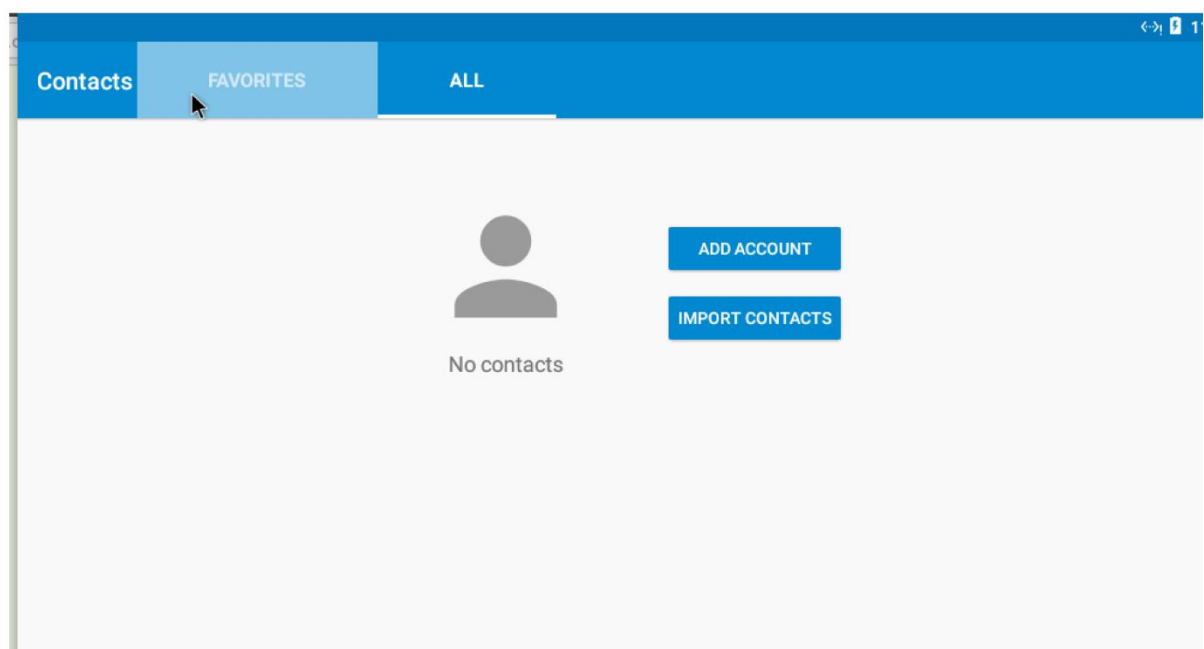 Contacts
FAVORITES
ALL
ADD ACCOUNT
IMPORT CONTACTS
No contacts